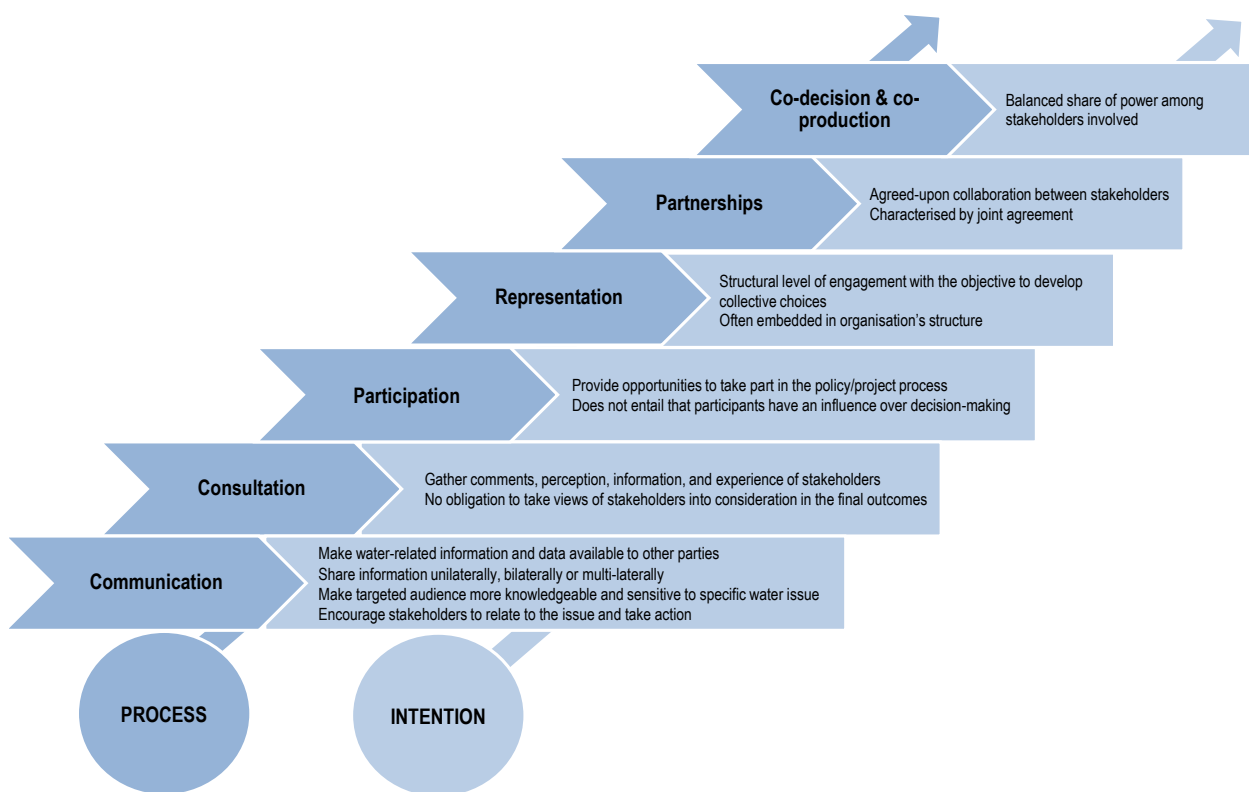 Co-decision & co-
production
Balanced share of power among
stakeholders involved
Partnerships
Agreed-upon collaboration between stakeholders
Characterised by joint agreement
Representation
Structural level of engagement with the objective to develop
collective choices
Often embedded in organisation's structure
Participation
Provide opportunities to take part in the policy/project process
Does not entail that participants have an influence over decision-making
Consultation
Gather comments, perception, information, and experience of stakeholders
No obligation to take views of stakeholders into consideration in the final outcomes
Communication
Make water-related information and data available to other parties
Share information unilaterally, bilaterally or multi-laterally
Make targeted audience more knowledgeable and sensitive to specific water issue
Encourage stakeholders to relate to the issue and take action
PROCESS
INTENTION